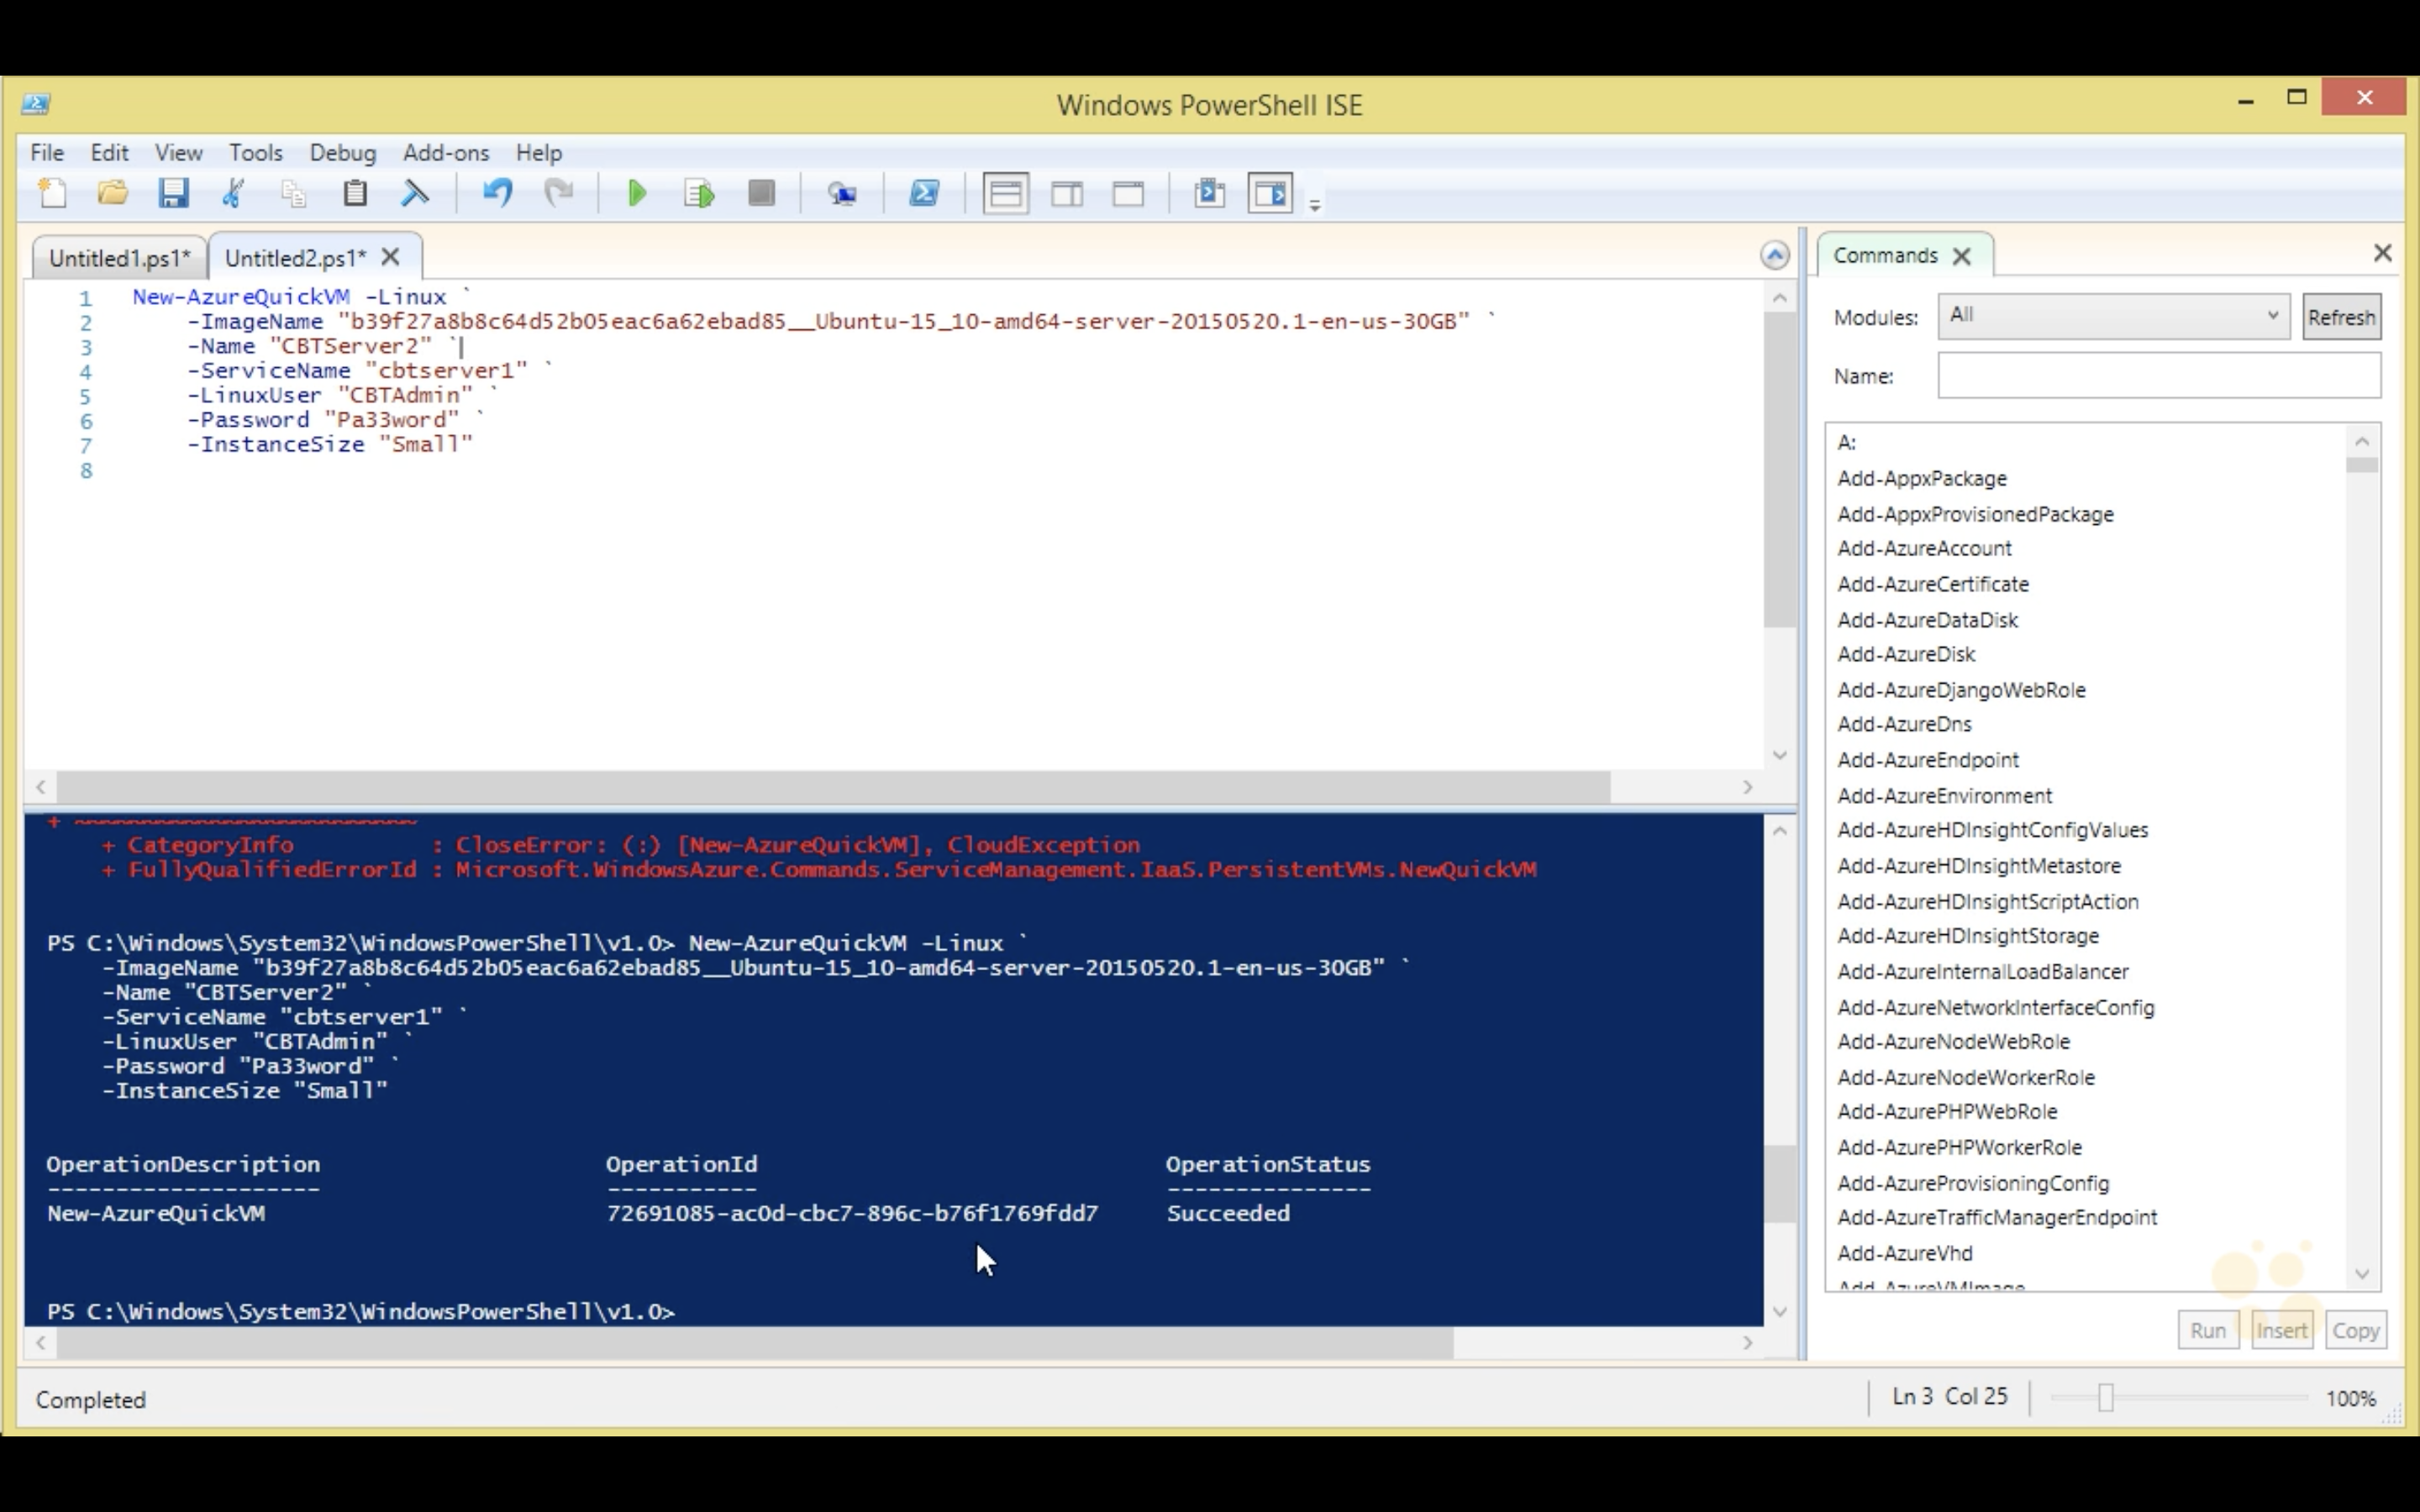 Windows PowerShell ISE
File Edit View Tools Debug Add-ons Help
Untitled1.ps1* Untitled2.ps1*
1 New-AzureQuickVM -Linux `
2 -ImageName "b39f27a8b8c64d52b05eac6a62ebad85__Ubuntu-15_10-amd64-server-20150520.1-en-us-30GB" `
3 -Name "CBTServer2" `
4 -ServiceName "cbtserver1" `
5 -LinuxUser "CBTAdmin" `
6 -Password "Pa33word" `
7 -InstanceSize "Small"
8
+ ~~~~~~~~~~~~~~~~~~~~~~~~~
+ CategoryInfo : CloseError: (:) [New-AzureQuickVM], CloudException
+ FullyQualifiedErrorId : Microsoft.WindowsAzure.Commands.ServiceManagement.IaaS.PersistentVMs.NewQuickVM
PS C:\Windows\System32\WindowsPowerShell\v1.0> New-AzureQuickVM -Linux `
-ImageName "b39f27a8b8c64d52b05eac6a62ebad85__Ubuntu-15_10-amd64-server-20150520.1-en-us-30GB" `
-Name "CBTServer2" `
-ServiceName "cbtserver1" `
-LinuxUser "CBTAdmin" `
-Password "Pa33word" `
-InstanceSize "Small"
OperationDescription OperationId OperationStatus
-------------------- ----------- ---------------
New-AzureQuickVM 72691085-ac0d-cbc7-896c-b76f1769fdd7 Succeeded
PS C:\Windows\System32\WindowsPowerShell\v1.0>
Commands
Modules: All Refresh
Name:
A:
Add-AppxPackage
Add-AppxProvisionedPackage
Add-AzureAccount
Add-AzureCertificate
Add-AzureDataDisk
Add-AzureDisk
Add-AzureDjangoWebRole
Add-AzureDns
Add-AzureEndpoint
Add-AzureEnvironment
Add-AzureHDInsightConfigValues
Add-AzureHDInsightMetastore
Add-AzureHDInsightScriptAction
Add-AzureHDInsightStorage
Add-AzureInternalLoadBalancer
Add-AzureNetworkInterfaceConfig
Add-AzureNodeWebRole
Add-AzureNodeWorkerRole
Add-AzurePHPWebRole
Add-AzurePHPWorkerRole
Add-AzureProvisioningConfig
Add-AzureTrafficManagerEndpoint
Add-AzureVhd
Add-AzureVMImage
Run Insert Copy
Completed
Ln 3 Col 25
100%